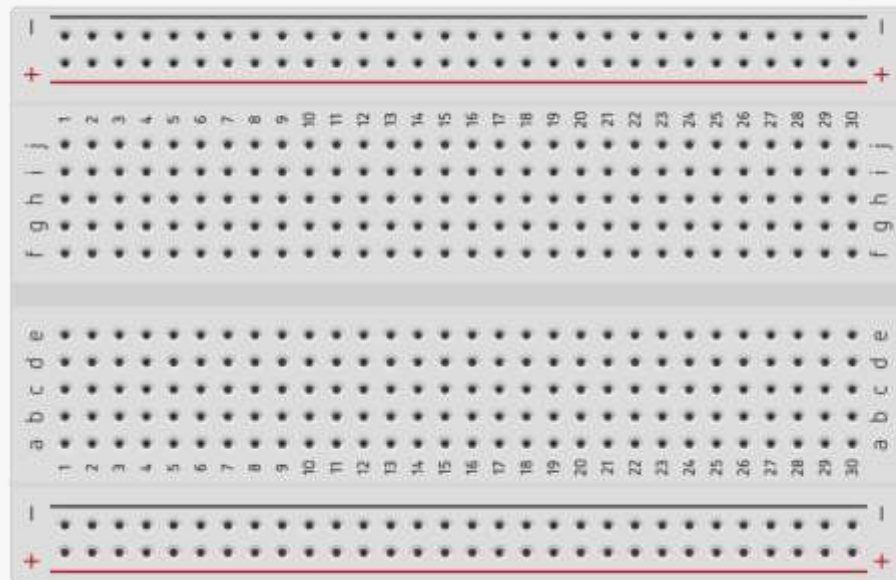 − −
+ +
1 2 3 4 5 6 7 8 9 10 11 12 13 14 15 16 17 18 19 20 21 22 23 24 25 26 27 28 29 30
j j
i i
h h
g g
f f
e e
d d
c c
b b
a a
1 2 3 4 5 6 7 8 9 10 11 12 13 14 15 16 17 18 19 20 21 22 23 24 25 26 27 28 29 30
− −
+ +